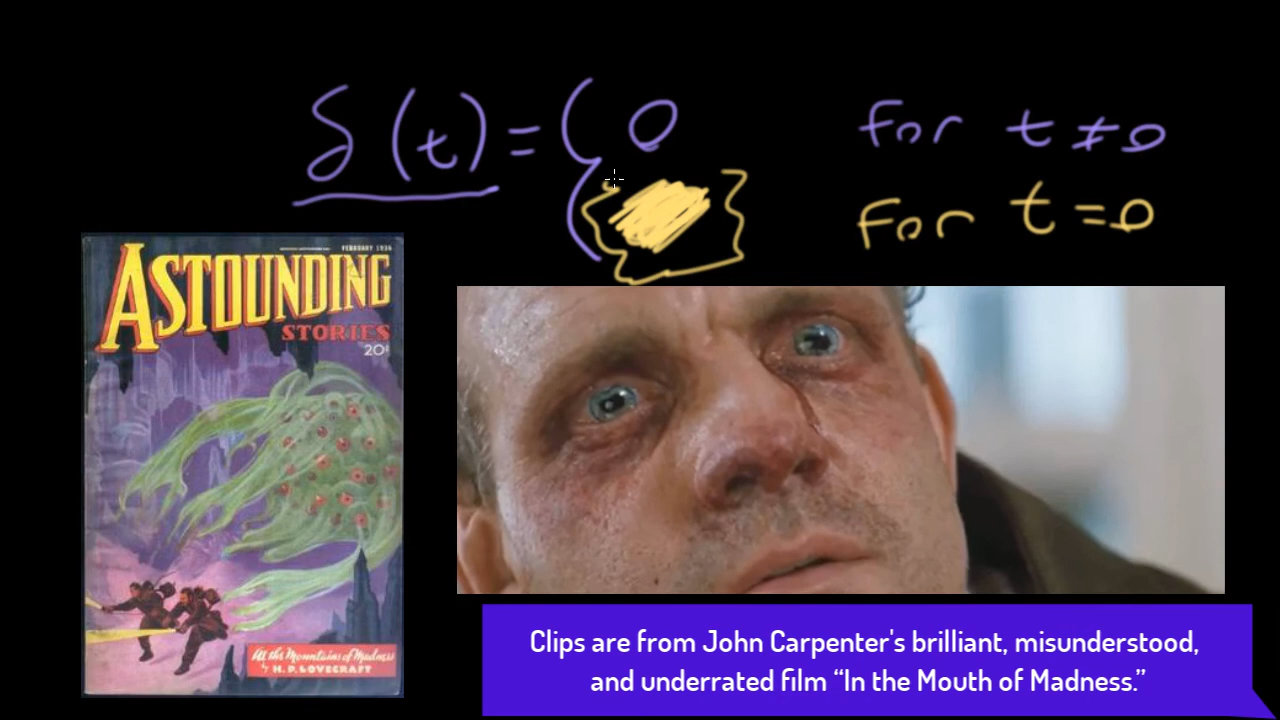 δ(t) = { 0 for t ≠ 0
for t = 0
FEBRUARY 1936
ASTOUNDING
STORIES
20¢
At the Mountains of Madness
by H. P. LOVECRAFT
Clips are from John Carpenter's brilliant, misunderstood,
and underrated film “In the Mouth of Madness.”